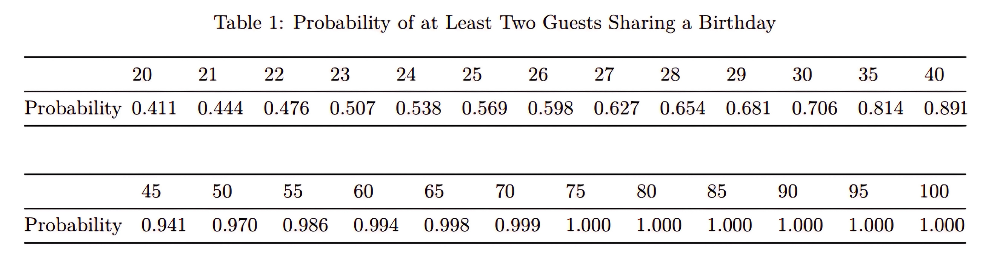 Table 1: Probability of at Least Two Guests Sharing a Birthday
20 21 22 23 24 25 26 27 28 29 30 35 40
Probability 0.411 0.444 0.476 0.507 0.538 0.569 0.598 0.627 0.654 0.681 0.706 0.814 0.891
45 50 55 60 65 70 75 80 85 90 95 100
Probability 0.941 0.970 0.986 0.994 0.998 0.999 1.000 1.000 1.000 1.000 1.000 1.000